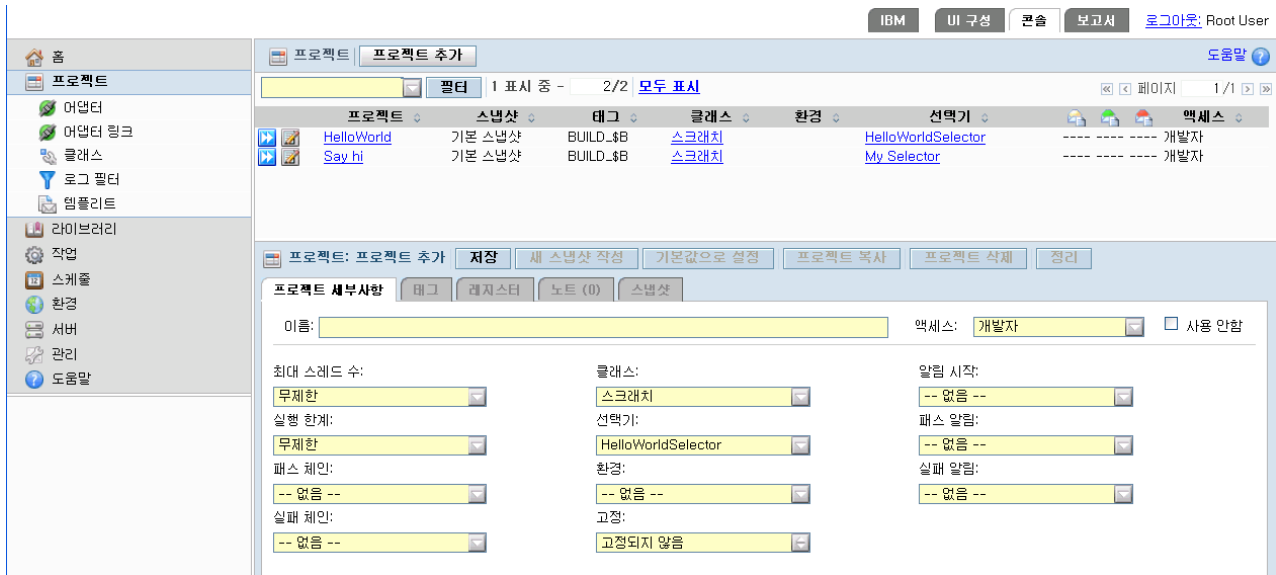 IBM UI 구성 콘솔 보고서 로그아웃: Root User
홈
프로젝트
어댑터
어댑터 링크
클래스
로그 필터
템플리트
라이브러리
작업
스케줄
환경
서버
관리
도움말
프로젝트 프로젝트 추가 도움말
필터 1 표시 중 - 2/2 모두 표시 페이지 1 /1
프로젝트 스냅샷 태그 클래스 환경 선택기 액세스
HelloWorld 기본 스냅샷 BUILD_$B 스크래치 HelloWorldSelector ---- ---- ---- 개발자
Say hi 기본 스냅샷 BUILD_$B 스크래치 My Selector ---- ---- ---- 개발자
프로젝트: 프로젝트 추가 저장 새 스냅샷 작성 기본값으로 설정 프로젝트 복사 프로젝트 삭제 정리
프로젝트 세부사항 태그 레지스터 노트 (0) 스냅샷
이름: 액세스: 개발자 사용 안함
최대 스레드 수: 클래스: 알림 시작:
무제한 스크래치 -- 없음 --
실행 한계: 선택기: 패스 알림:
무제한 HelloWorldSelector -- 없음 --
패스 체인: 환경: 실패 알림:
-- 없음 -- -- 없음 -- -- 없음 --
실패 체인: 고정:
-- 없음 -- 고정되지 않음